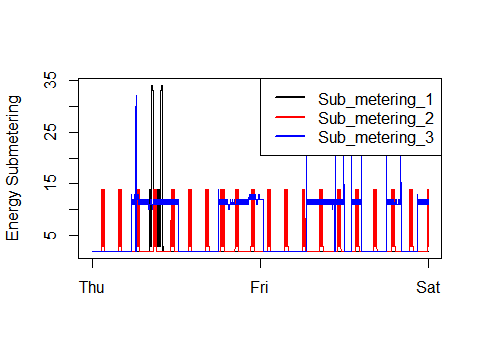 Energy Submetering
35
25
15
5
Sub_metering_1
Sub_metering_2
Sub_metering_3
Thu Fri Sat